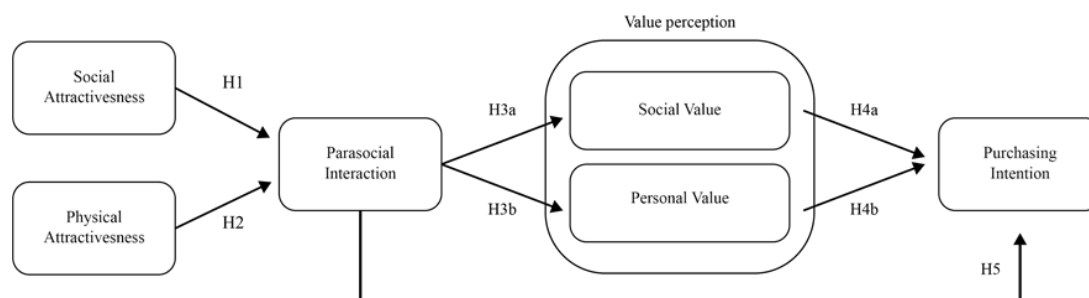 Value perception
Social
Attractivesness
H1
H3a
Social Value
H4a
Parasocial
Interaction
Purchasing
Intention
Physical
Attractivesness
H2
H3b
Personal Value
H4b
H5